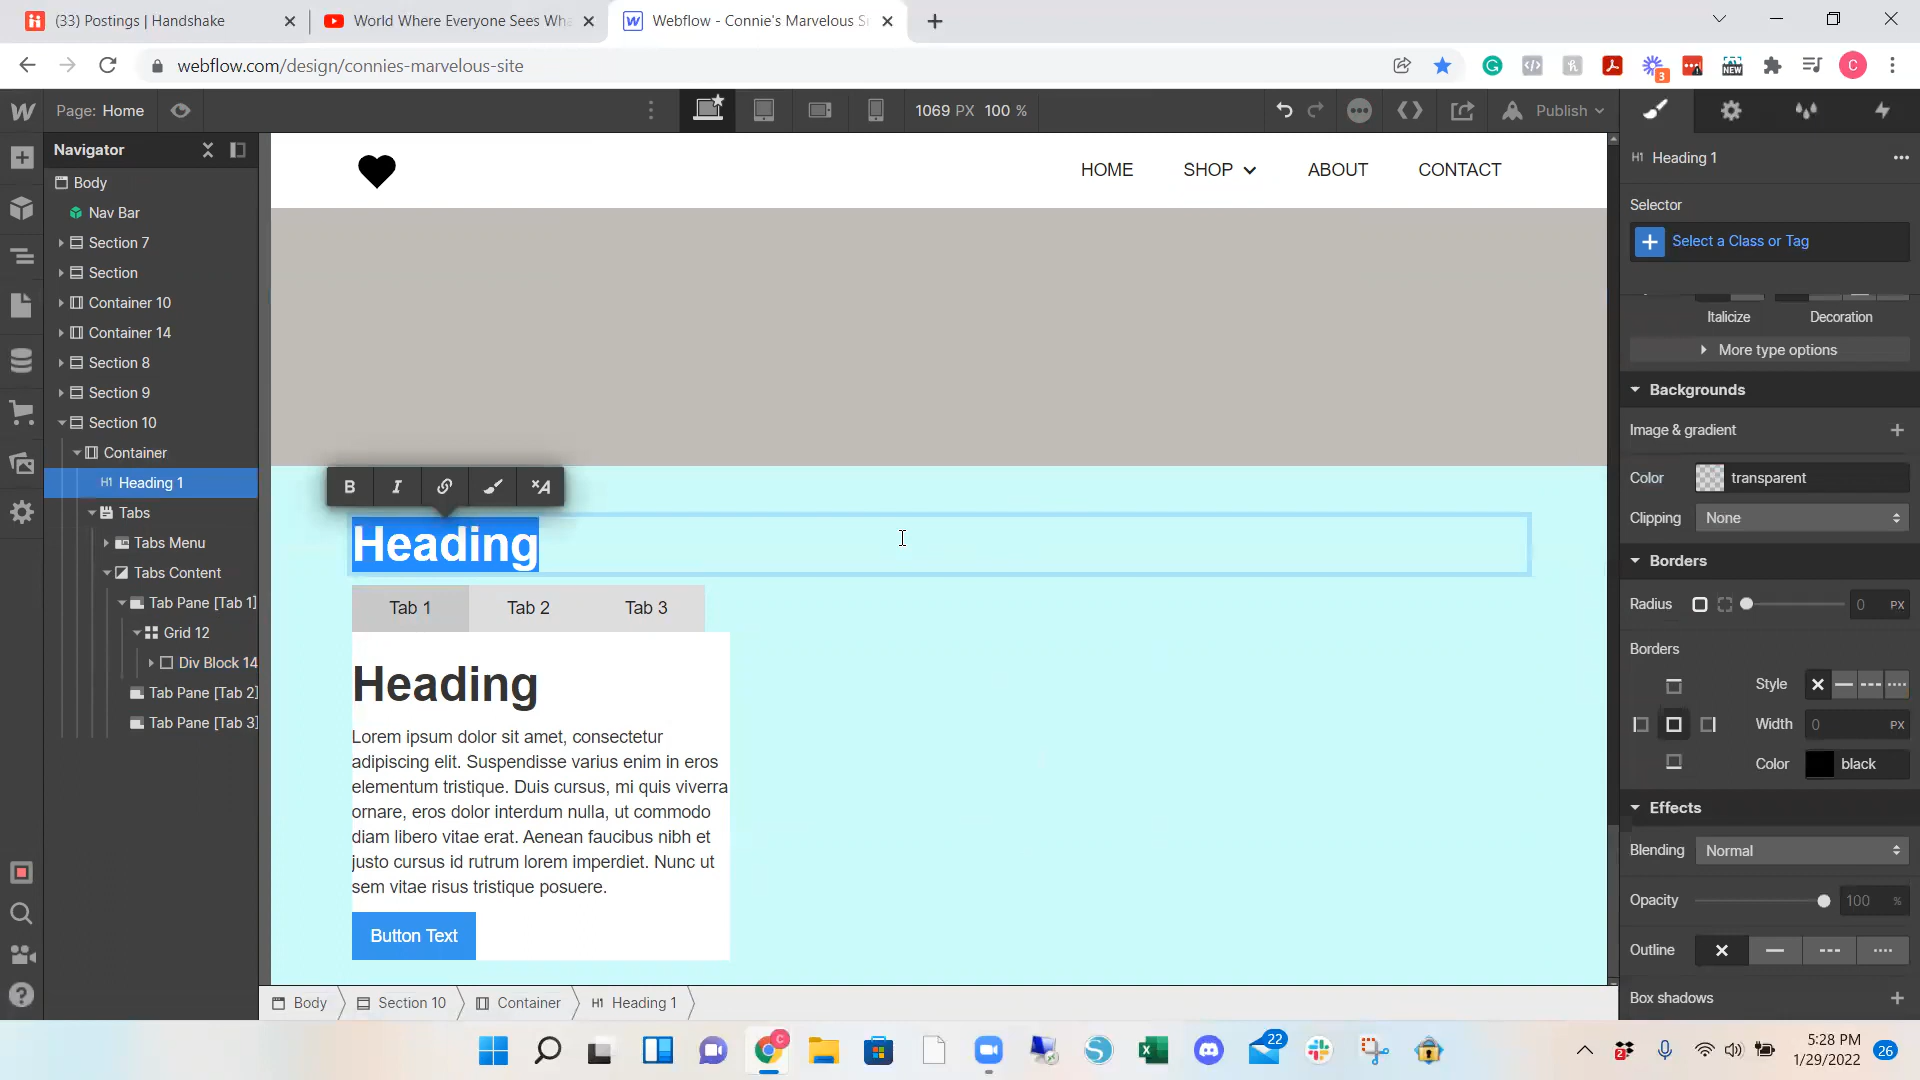 (33) Postings | Handshake
World Where Everyone Sees Wha
Webflow - Connie's Marvelous S
webflow.com/design/connies-marvelous-site
3
NEW
C
Page: Home
1069 PX 100 %
Publish
Navigator
Body
Nav Bar
Section 7
Section
Container 10
Container 14
Section 8
Section 9
Section 10
Container
H1 Heading 1
Tabs
Tabs Menu
Tabs Content
Tab Pane [Tab 1]
Grid 12
Div Block 14
Tab Pane [Tab 2]
Tab Pane [Tab 3]
HOME SHOP ABOUT CONTACT
B I
Heading
Tab 1 Tab 2 Tab 3
Heading
Lorem ipsum dolor sit amet, consectetur
adipiscing elit. Suspendisse varius enim in eros
elementum tristique. Duis cursus, mi quis viverra
ornare, eros dolor interdum nulla, ut commodo
diam libero vitae erat. Aenean faucibus nibh et
justo cursus id rutrum lorem imperdiet. Nunc ut
sem vitae risus tristique posuere.
Button Text
Body Section 10 Container H1 Heading 1
H1 Heading 1
Selector
Select a Class or Tag
Italicize Decoration
More type options
Backgrounds
Image & gradient
Color transparent
Clipping None
Borders
Radius 0 PX
Borders
Style
Width 0 PX
Color black
Effects
Blending Normal
Opacity 100 %
Outline
Box shadows
C
22
2
5:28 PM
1/29/2022
26